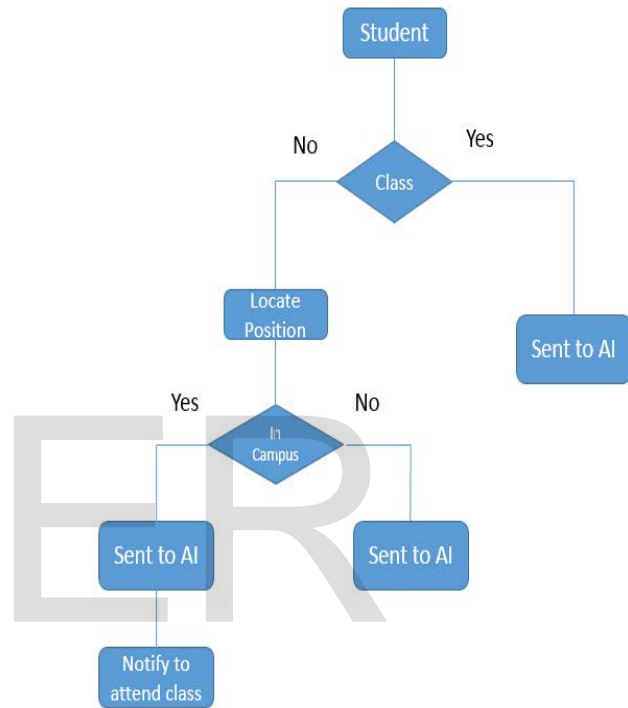 Student
No
Yes
Class
Locate
Position
Sent to AI
Yes
No
In
Campus
Sent to AI
Sent to AI
Notify to
attend class
ER